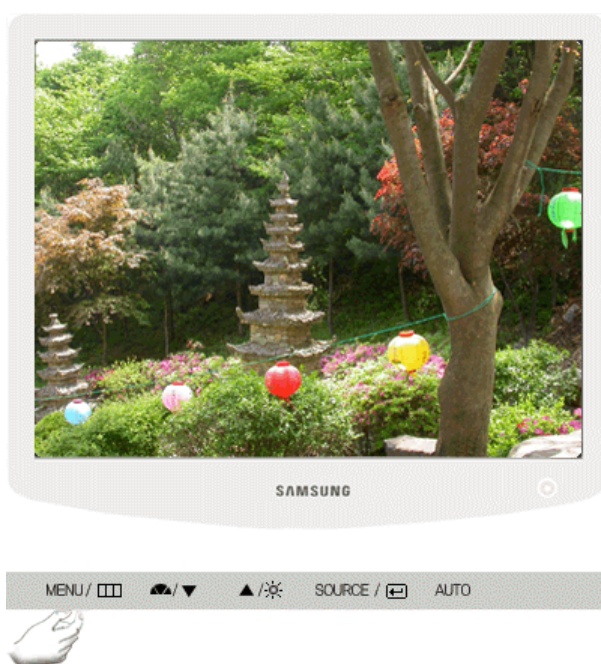 SAMSUNG
MENU / 
/ ▼
▲ /
SOURCE / 
AUTO